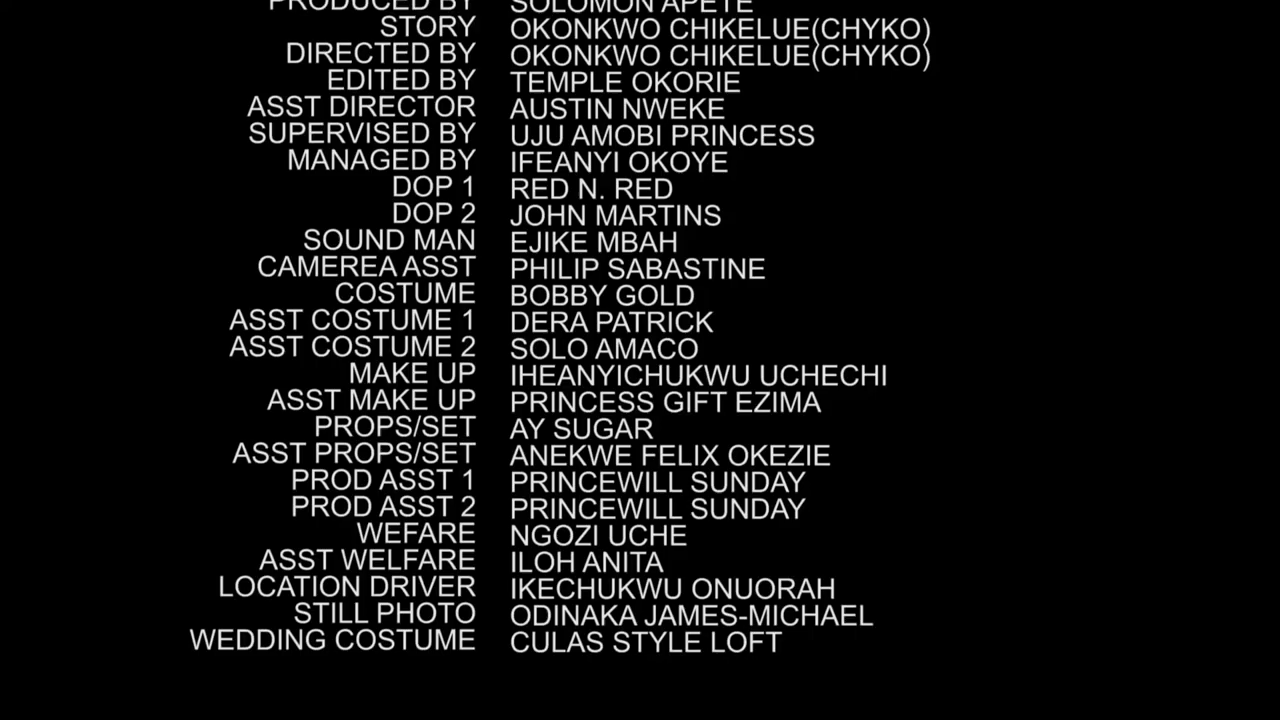 PRODUCED BY SOLOMON APETE
STORY OKONKWO CHIKELUE(CHYKO)
DIRECTED BY OKONKWO CHIKELUE(CHYKO)
EDITED BY TEMPLE OKORIE
ASST DIRECTOR AUSTIN NWEKE
SUPERVISED BY UJU AMOBI PRINCESS
MANAGED BY IFEANYI OKOYE
DOP 1 RED N. RED
DOP 2 JOHN MARTINS
SOUND MAN EJIKE MBAH
CAMEREA ASST PHILIP SABASTINE
COSTUME BOBBY GOLD
ASST COSTUME 1 DERA PATRICK
ASST COSTUME 2 SOLO AMACO
MAKE UP IHEANYICHUKWU UCHECHI
ASST MAKE UP PRINCESS GIFT EZIMA
PROPS/SET AY SUGAR
ASST PROPS/SET ANEKWE FELIX OKEZIE
PROD ASST 1 PRINCEWILL SUNDAY
PROD ASST 2 PRINCEWILL SUNDAY
WEFARE NGOZI UCHE
ASST WELFARE ILOH ANITA
LOCATION DRIVER IKECHUKWU ONUORAH
STILL PHOTO ODINAKA JAMES-MICHAEL
WEDDING COSTUME CULAS STYLE LOFT